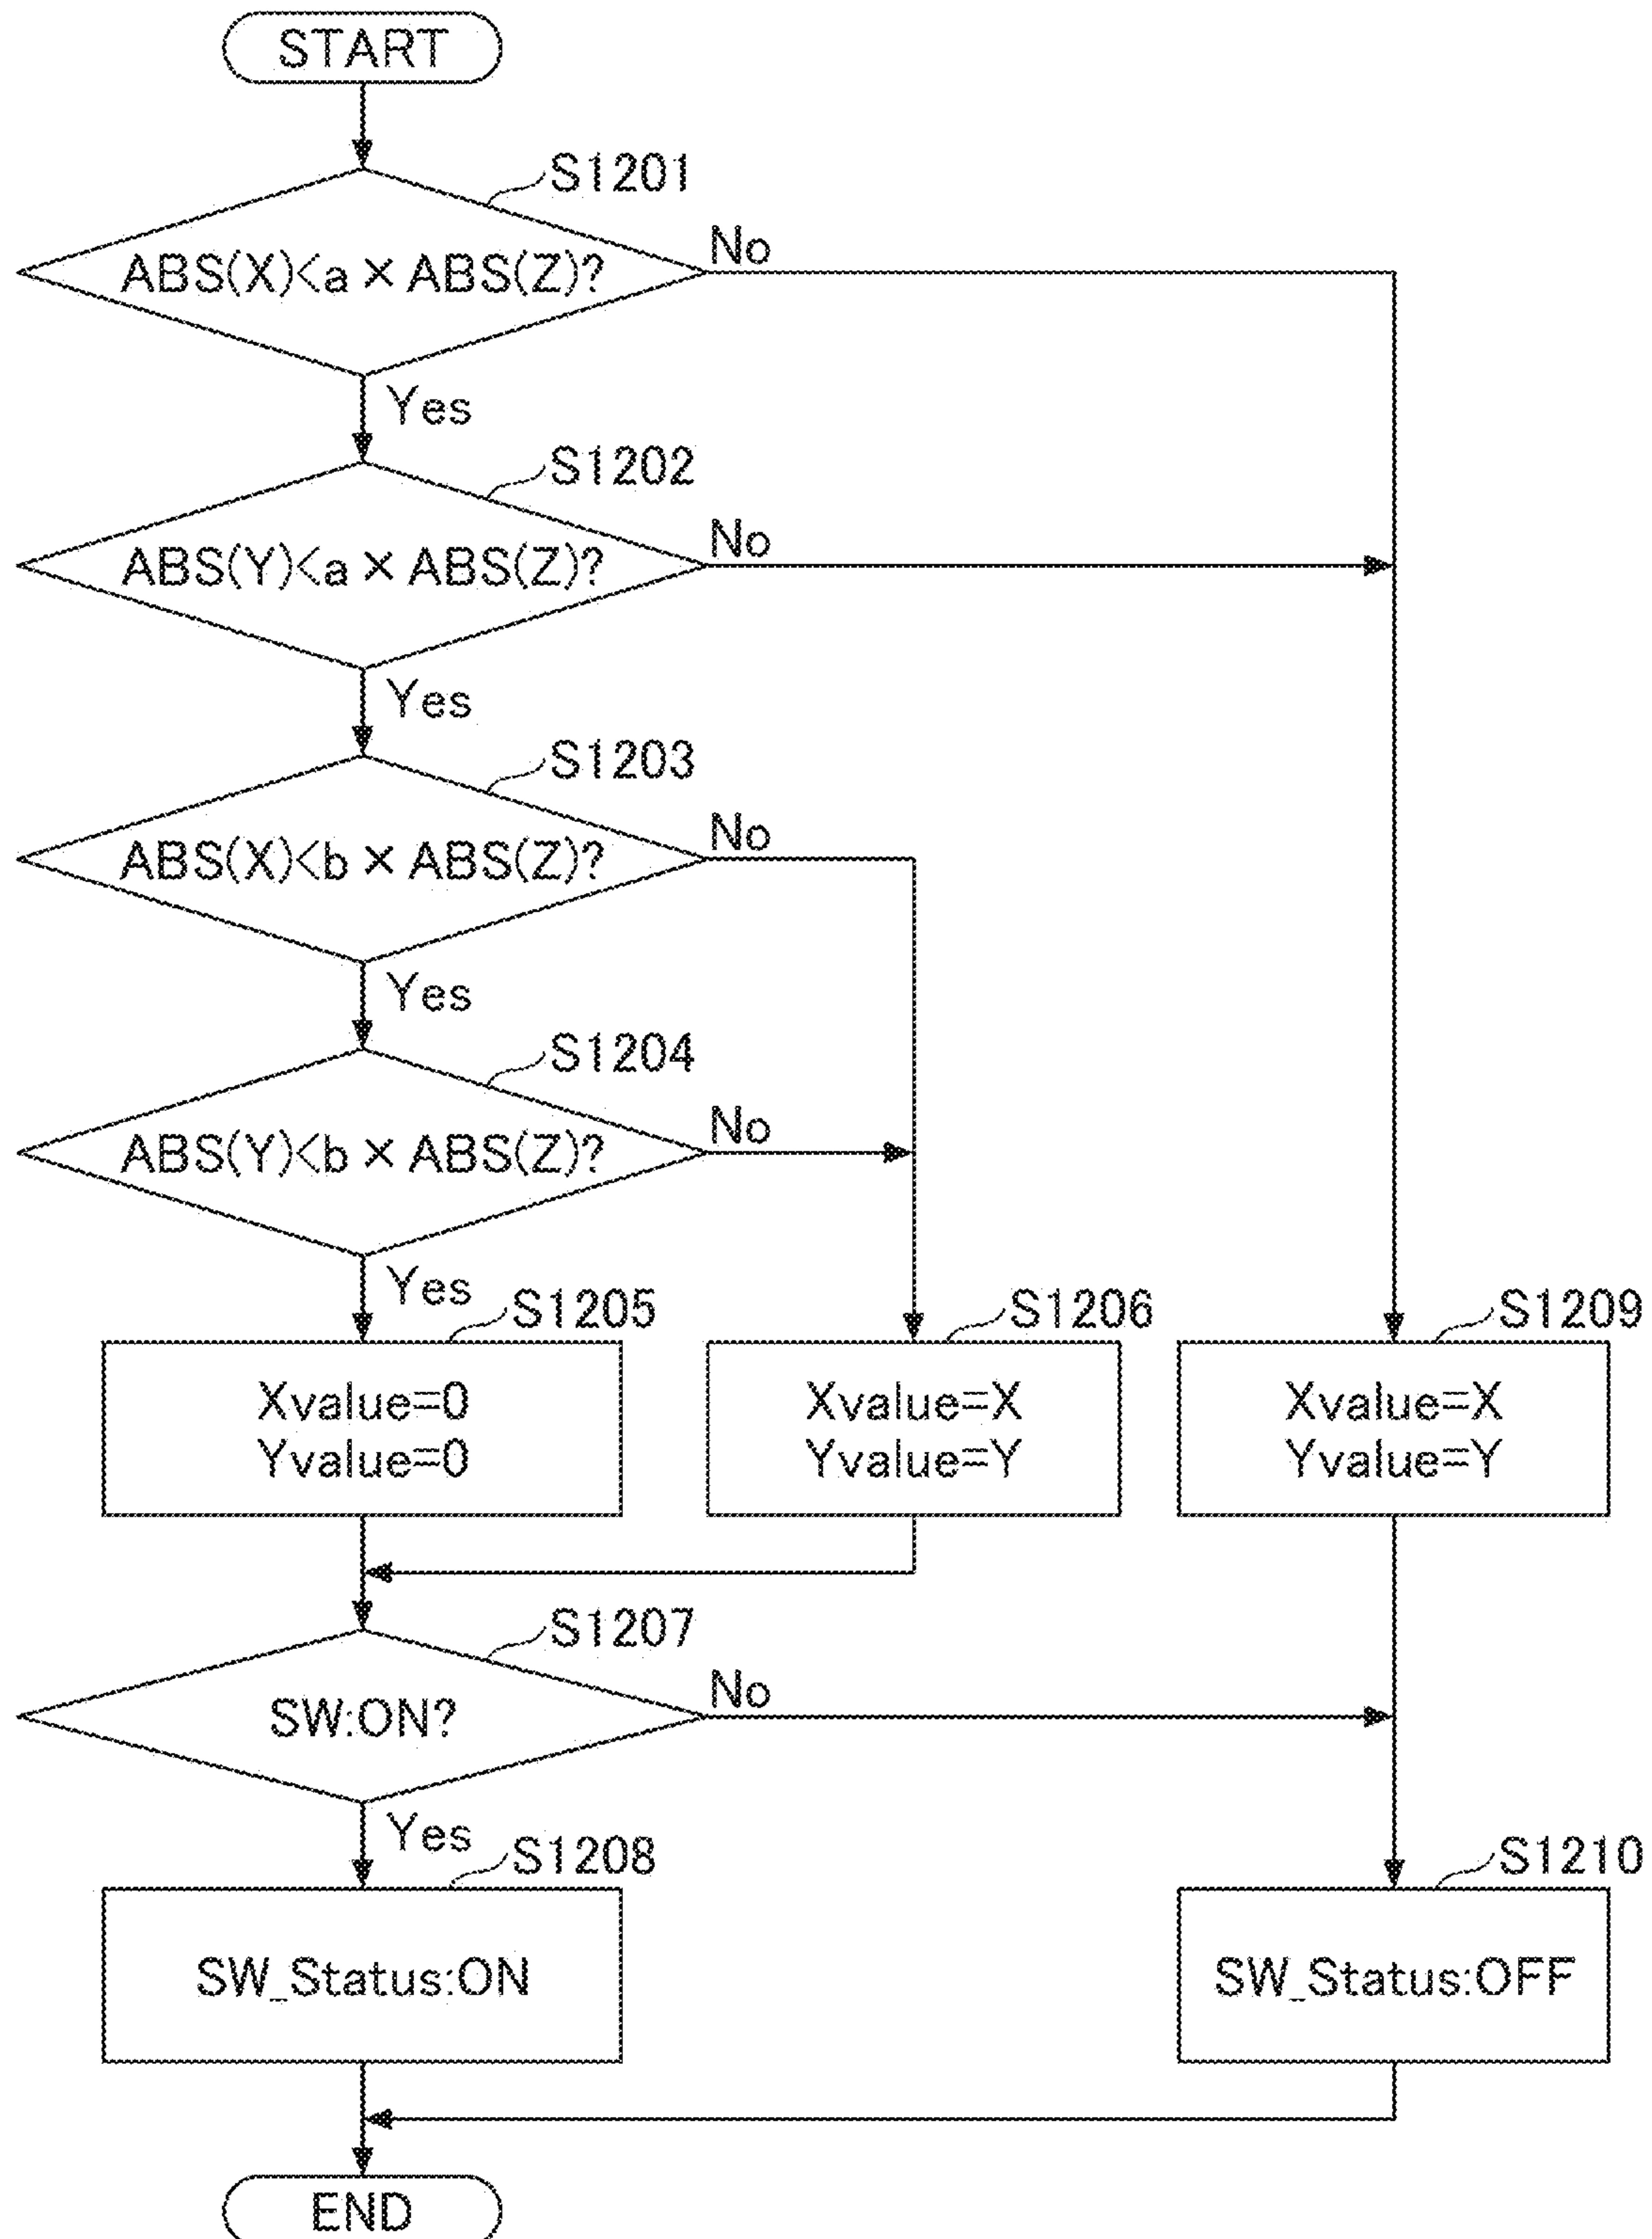 START
S1201
ABS(X)<a × ABS(Z)?
No
Yes
S1202
ABS(Y)<a × ABS(Z)?
No
Yes
S1203
ABS(X)<b × ABS(Z)?
No
Yes
S1204
ABS(Y)<b × ABS(Z)?
No
Yes
S1205
Xvalue=0
Yvalue=0
S1206
Xvalue=X
Yvalue=Y
S1209
Xvalue=X
Yvalue=Y
S1207
SW:ON?
No
Yes
S1208
SW_Status:ON
S1210
SW_Status:OFF
END